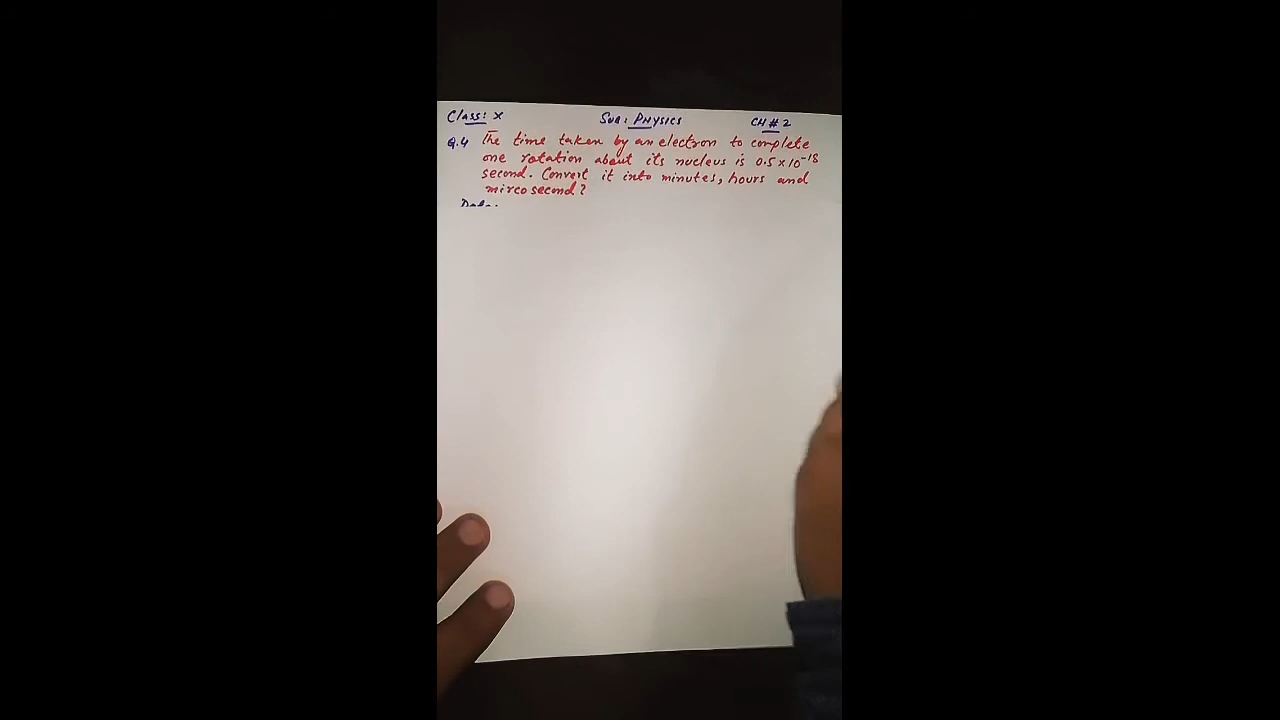 Class: X Sub: PHYSICS CH # 2
Q.4 The time taken by an electron to complete
one rotation about its nucleus is 0.5 × 10⁻¹⁸
second. Convert it into minutes, hours and
mirco second?